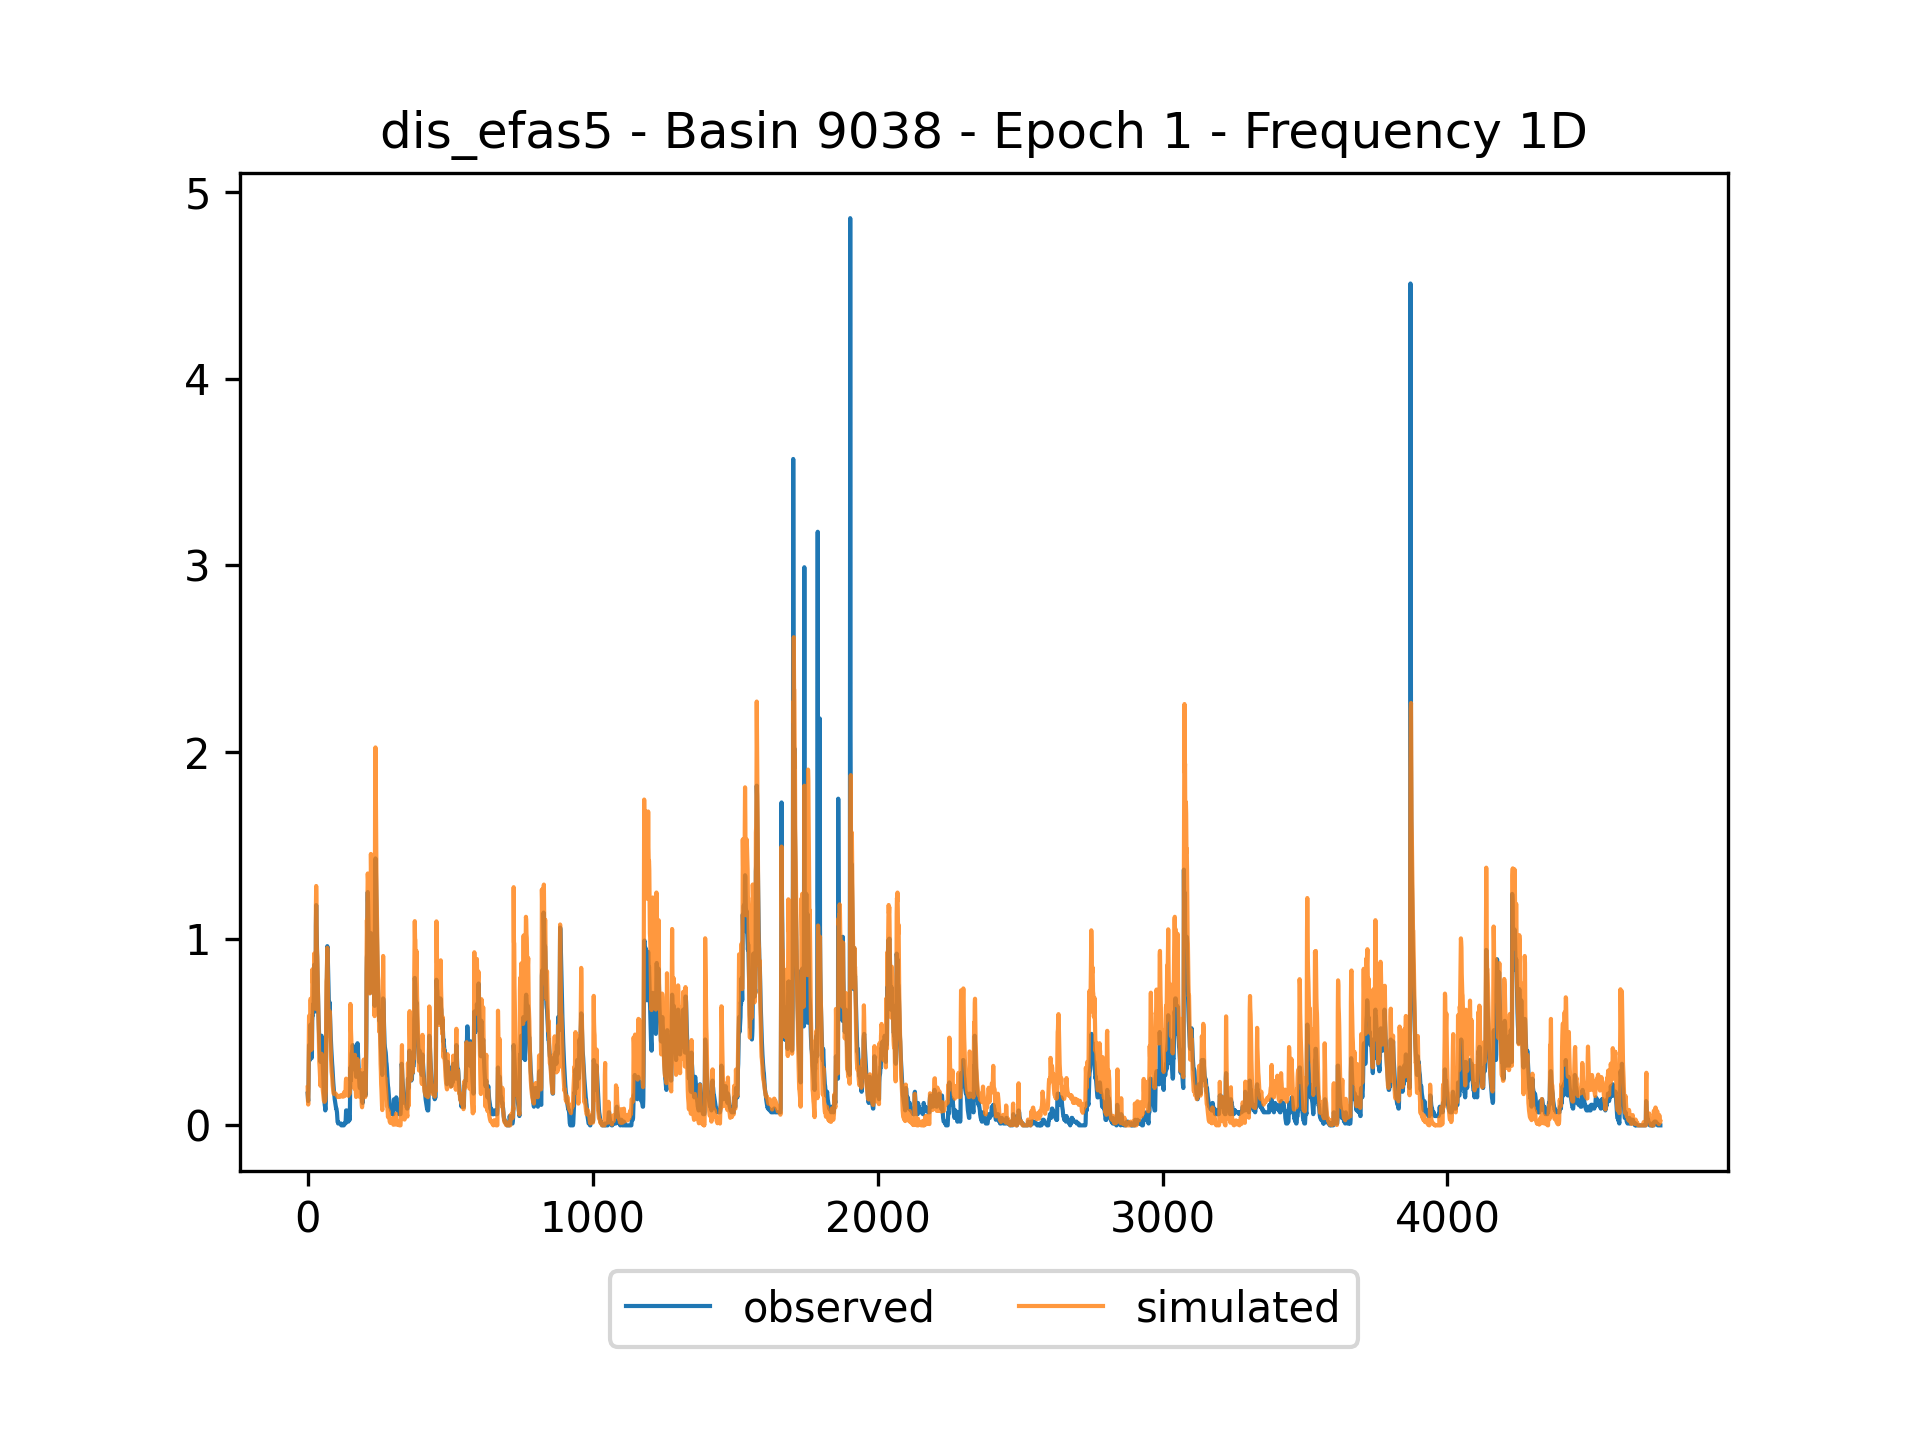 dis_efas5 - Basin 9038 - Epoch 1 - Frequency 1D
5
4
3
2
1
0
0 1000 2000 3000 4000
observed simulated